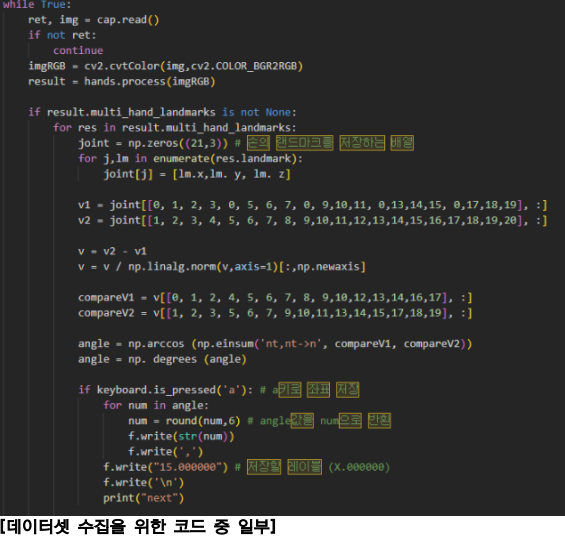 while True:
    ret, img = cap.read()
    if not ret:
        continue
    imgRGB = cv2.cvtColor(img,cv2.COLOR_BGR2RGB)
    result = hands.process(imgRGB)

    if result.multi_hand_landmarks is not None:
        for res in result.multi_hand_landmarks:
            joint = np.zeros((21,3)) # 손의 랜드마크를 저장하는 배열
            for j,lm in enumerate(res.landmark):
                joint[j] = [lm.x,lm. y, lm. z]

            v1 = joint[[0, 1, 2, 3, 0, 5, 6, 7, 0, 9,10,11, 0,13,14,15, 0,17,18,19], :]
            v2 = joint[[1, 2, 3, 4, 5, 6, 7, 8, 9,10,11,12,13,14,15,16,17,18,19,20], :]

            v = v2 - v1
            v = v / np.linalg.norm(v,axis=1)[:,np.newaxis]

            compareV1 = v[[0, 1, 2, 4, 5, 6, 7, 8, 9,10,12,13,14,16,17], :]
            compareV2 = v[[1, 2, 3, 5, 6, 7, 9,10,11,13,14,15,17,18,19], :]

            angle = np.arccos (np.einsum('nt,nt->n', compareV1, compareV2))
            angle = np. degrees (angle)

            if keyboard.is_pressed('a'): # a키로 좌표 저장
                for num in angle:
                    num = round(num,6) # angle값을 num으로 반환
                    f.write(str(num))
                    f.write(',')
                f.write("15.000000") # 저장할 레이블 (X.000000)
                f.write('\n')
                print("next")
[데이터셋 수집을 위한 코드 중 일부]